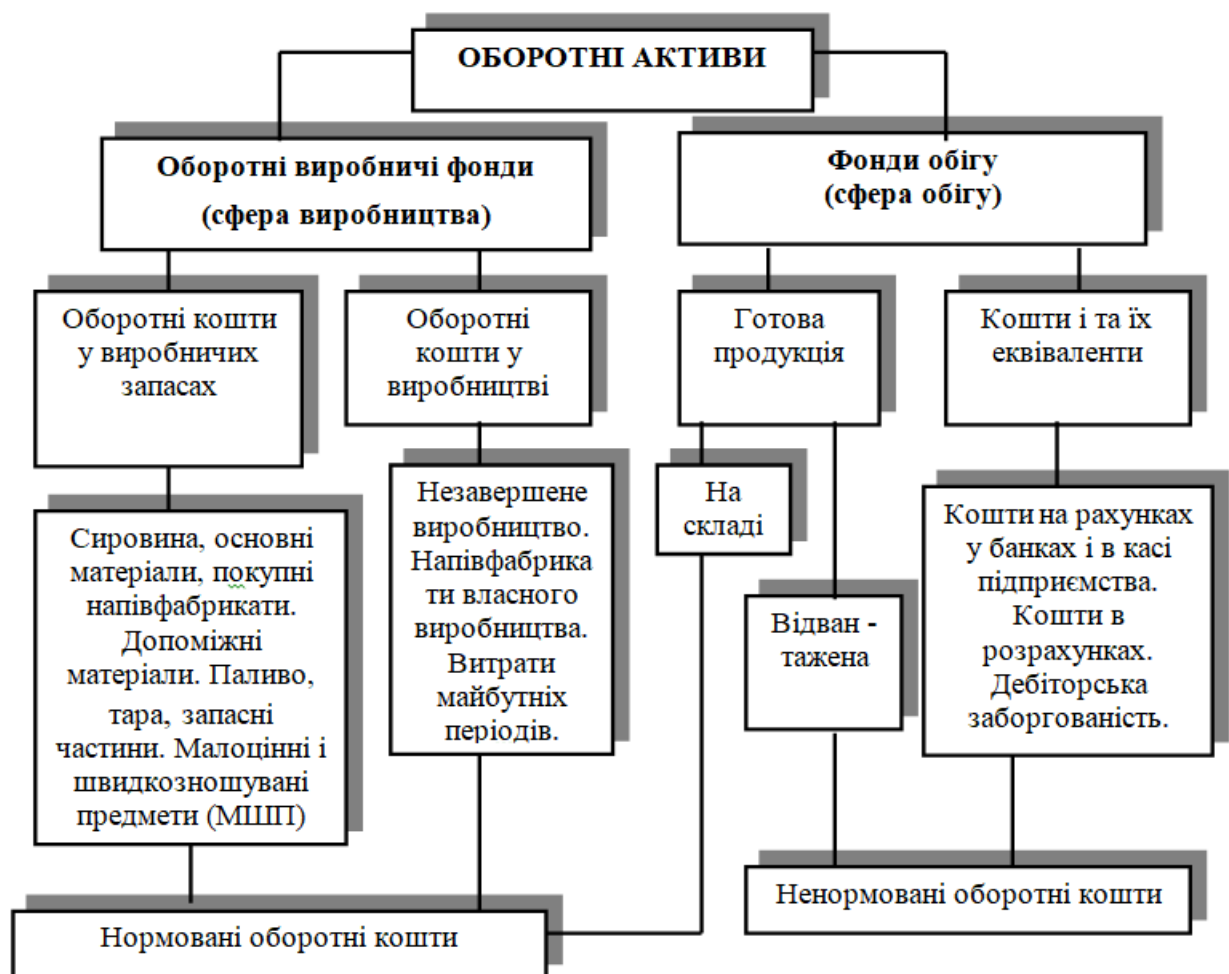 ОБОРОТНІ АКТИВИ
Оборотні виробничі фонди
(сфера виробництва)
Фонди обігу
(сфера обігу)
Оборотні кошти
у виробничих
запасах
Оборотні
кошти у
виробництві
Готова
продукція
Кошти і та їх
еквіваленти
Сировина, основні
матеріали, покупні
напівфабрикати.
Допоміжні
матеріали. Паливо,
тара, запасні
частини. Малоцінні і
швидкозношувані
предмети (МШП)
Незавершене
виробництво.
Напівфабрика
ти власного
виробництва.
Витрати
майбутніх
періодів.
На
складі
Відван -
тажена
Кошти на рахунках
у банках і в касі
підприємства.
Кошти в
розрахунках.
Дебіторська
заборгованість.
Нормовані оборотні кошти
Ненормовані оборотні кошти